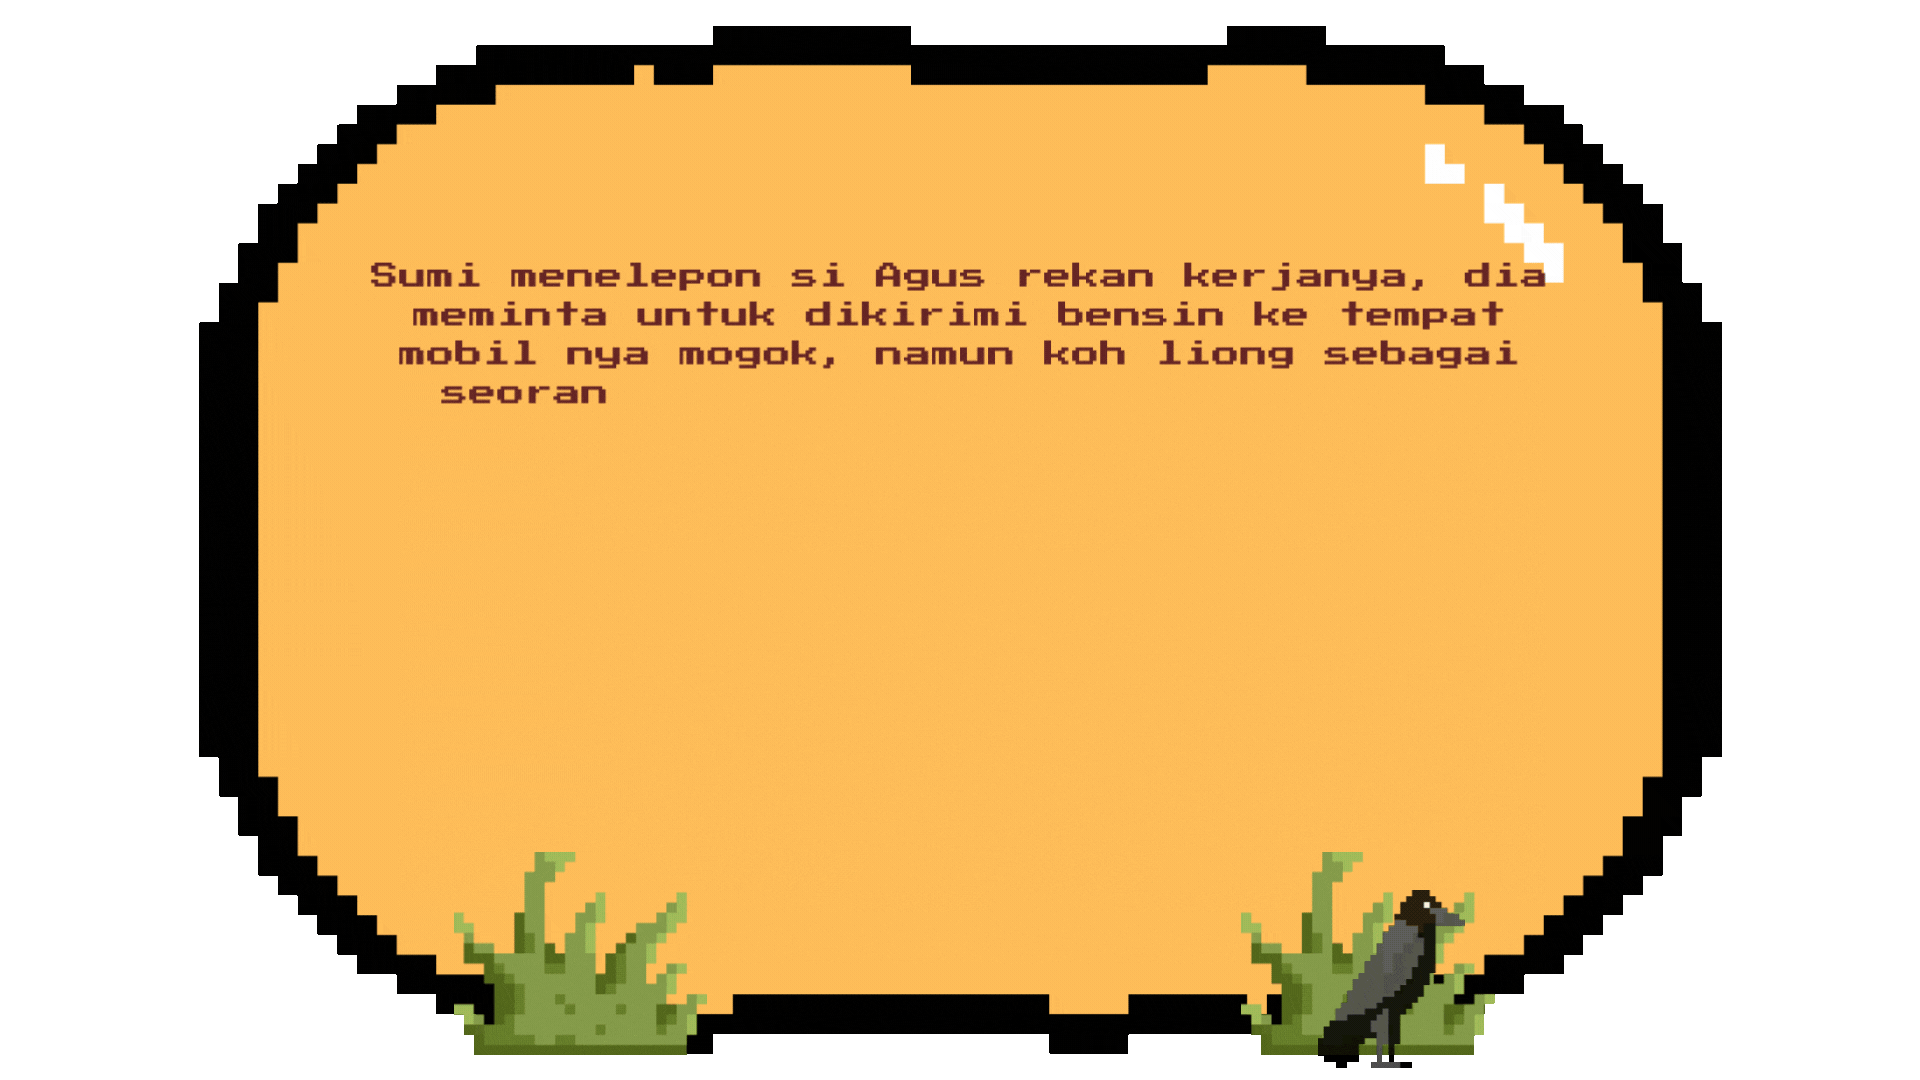 Sumi menelepon si Agus rekan kerjanya, dia
meminta untuk dikirimi bensin ke tempat
mobil nya mogok, namun koh liong sebagai
seoran